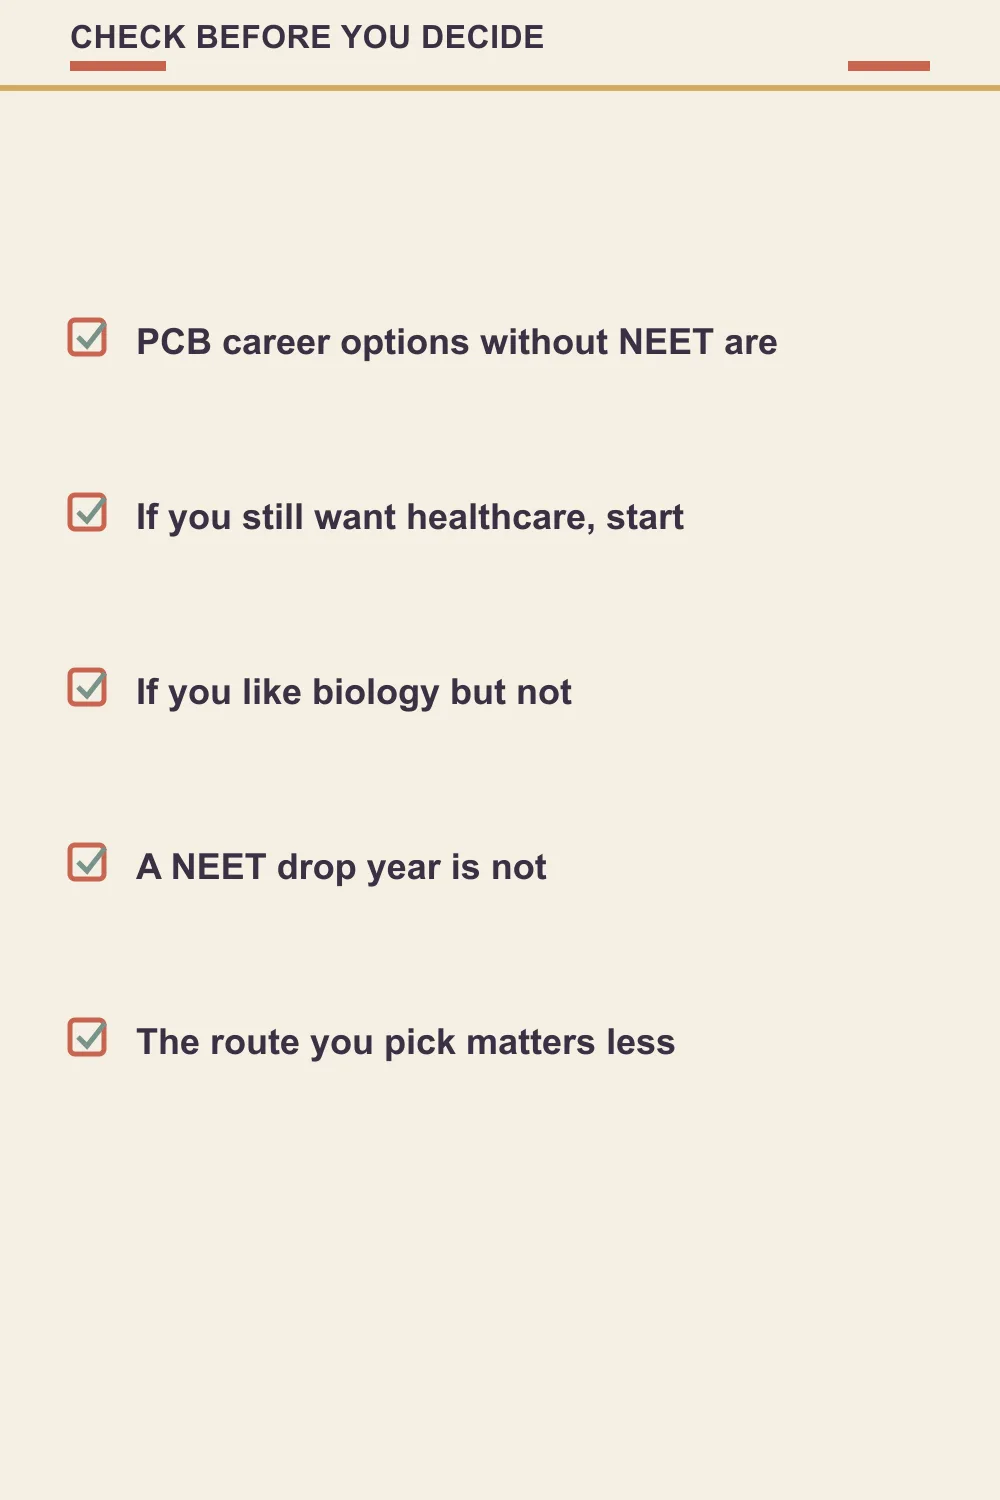 CHECK BEFORE YOU DECIDE
PCB career options without NEET are
If you still want healthcare, start
If you like biology but not
A NEET drop year is not
The route you pick matters less